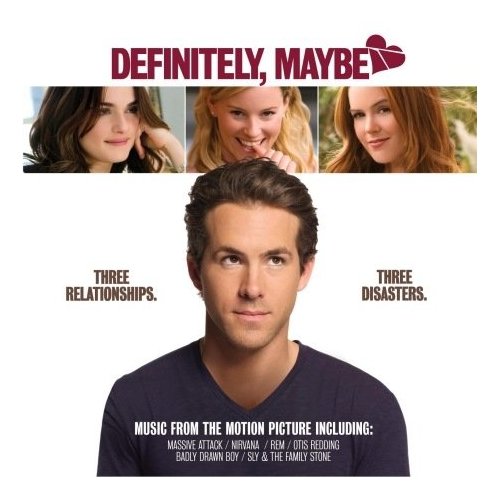 DEFINITELY, MAYBE
THREE
RELATIONSHIPS.
THREE
DISASTERS.
MUSIC FROM THE MOTION PICTURE INCLUDING:
MASSIVE ATTACK / NIRVANA / REM / OTIS REDDING
BADLY DRAWN BOY / SLY & THE FAMILY STONE